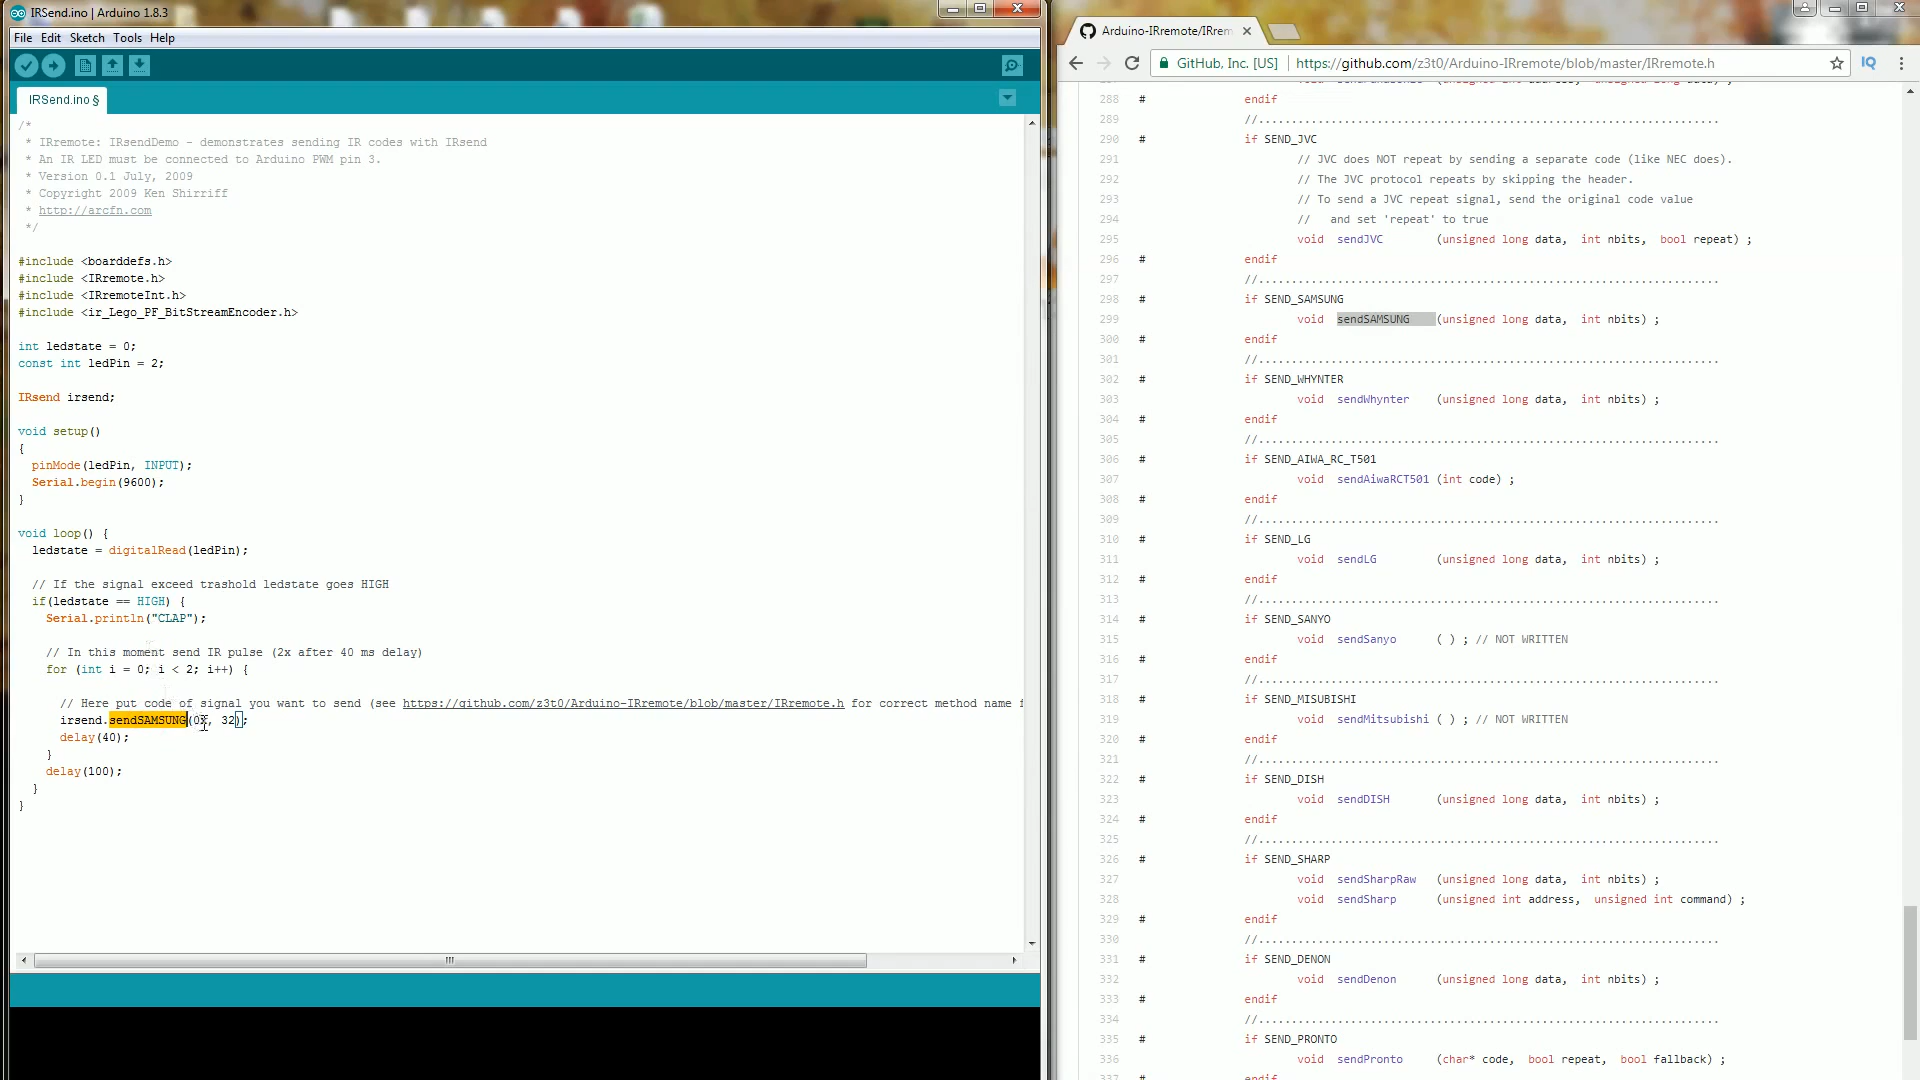 IRSend.ino | Arduino 1.8.3
File Edit Sketch Tools Help
IRSend.ino §
/*
* IRremote: IRsendDemo - demonstrates sending IR codes with IRsend
* An IR LED must be connected to Arduino PWM pin 3.
* Version 0.1 July, 2009
* Copyright 2009 Ken Shirriff
* http://arcfn.com
*/
#include <boarddefs.h>
#include <IRremote.h>
#include <IRremoteInt.h>
#include <ir_Lego_PF_BitStreamEncoder.h>
int ledstate = 0;
const int ledPin = 2;
IRsend irsend;
void setup()
{
pinMode(ledPin, INPUT);
Serial.begin(9600);
}
void loop() {
ledstate = digitalRead(ledPin);
// If the signal exceed trashold ledstate goes HIGH
if(ledstate == HIGH) {
Serial.println("CLAP");
// In this moment send IR pulse (2x after 40 ms delay)
for (int i = 0; i < 2; i++) {
// Here put code of signal you want to send (see https://github.com/z3t0/Arduino-IRremote/blob/master/IRremote.h for correct method name f
irsend.sendSAMSUNG(0x, 32);
delay(40);
}
delay(100);
}
}
Arduino-IRremote/IRrem
GitHub, Inc. [US] | https://github.com/z3t0/Arduino-IRremote/blob/master/IRremote.h
IQ
288 # endif
289 //......................................................................
290 # if SEND_JVC
291 // JVC does NOT repeat by sending a separate code (like NEC does).
292 // The JVC protocol repeats by skipping the header.
293 // To send a JVC repeat signal, send the original code value
294 // and set 'repeat' to true
295 void sendJVC (unsigned long data, int nbits, bool repeat) ;
296 # endif
297 //......................................................................
298 # if SEND_SAMSUNG
299 void sendSAMSUNG (unsigned long data, int nbits) ;
300 # endif
301 //......................................................................
302 # if SEND_WHYNTER
303 void sendWhynter (unsigned long data, int nbits) ;
304 # endif
305 //......................................................................
306 # if SEND_AIWA_RC_T501
307 void sendAiwaRCT501 (int code) ;
308 # endif
309 //......................................................................
310 # if SEND_LG
311 void sendLG (unsigned long data, int nbits) ;
312 # endif
313 //......................................................................
314 # if SEND_SANYO
315 void sendSanyo ( ) ; // NOT WRITTEN
316 # endif
317 //......................................................................
318 # if SEND_MISUBISHI
319 void sendMitsubishi ( ) ; // NOT WRITTEN
320 # endif
321 //......................................................................
322 # if SEND_DISH
323 void sendDISH (unsigned long data, int nbits) ;
324 # endif
325 //......................................................................
326 # if SEND_SHARP
327 void sendSharpRaw (unsigned long data, int nbits) ;
328 void sendSharp (unsigned int address, unsigned int command) ;
329 # endif
330 //......................................................................
331 # if SEND_DENON
332 void sendDenon (unsigned long data, int nbits) ;
333 # endif
334 //......................................................................
335 # if SEND_PRONTO
336 void sendPronto (char* code, bool repeat, bool fallback) ;
337 # endif